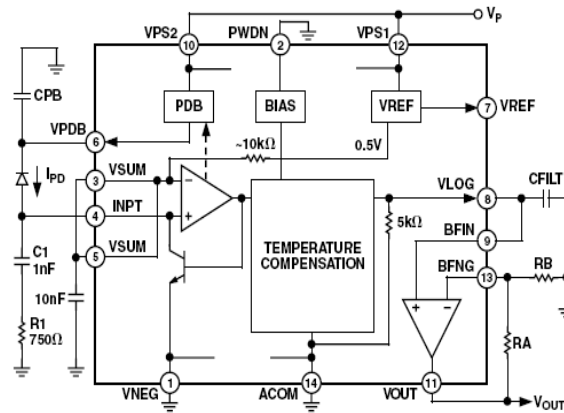 VP
VPS2 PWDN VPS1
10 2 12
CPB
PDB BIAS VREF 7 VREF
VPDB
6
~10kΩ 0.5V
IPD
3 VSUM
VLOG 8 CFILT
4 INPT
5kΩ
BFIN 9
5 VSUM
TEMPERATURE
COMPENSATION
BFNG 13 RB
C1
1nF
10nF
R1
750Ω
RA
− +
+ −
1 14 11
VNEG ACOM VOUT VOUT